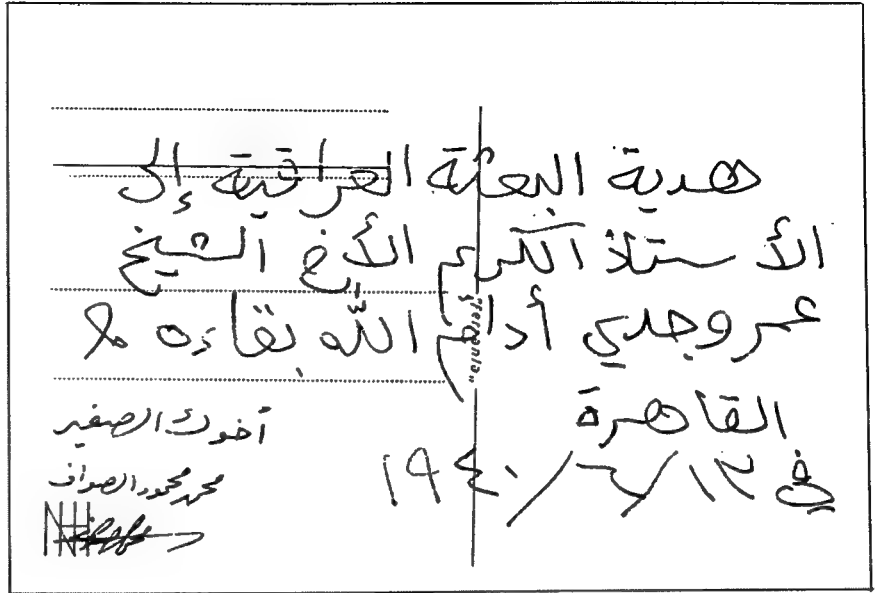 هدية البعثة العراقية إلى
الأستاذ الكريم الأخ الشيخ
عمر وجدي أدام الله بقاءه
القاهرة
في ١٣/٦/١٩٤٠
أخوك الصغير
محمد محمود الصواف